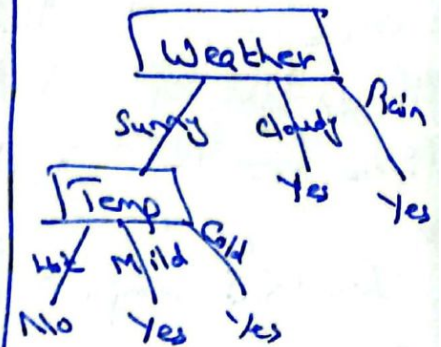 Weather
Sunny Cloudy Rain
Yes Yes
Temp
Hot Mild Cold
No Yes Yes